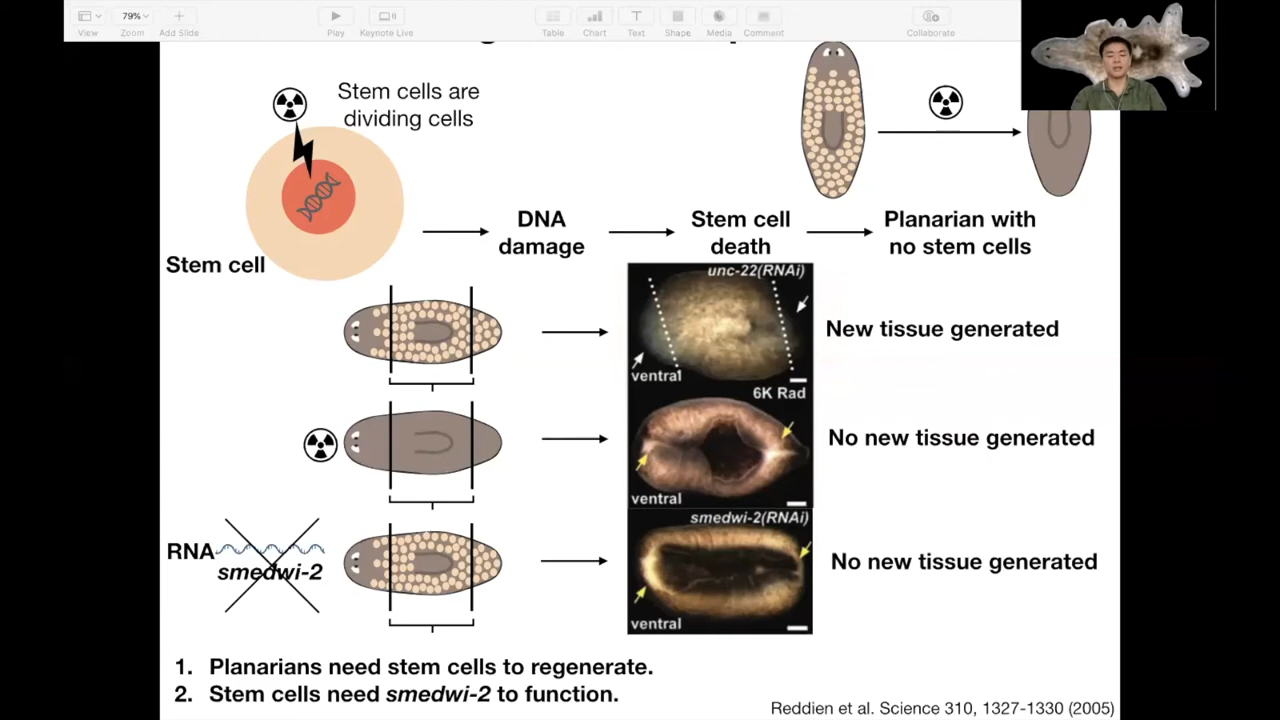 79%
View
Zoom
Add Slide
Play
Keynote Live
Table
Chart
Text
Shape
Media
Comment
Collaborate
Stem cells are
dividing cells
Stem cell
DNA
damage
Stem cell
death
Planarian with
no stem cells
unc-22(RNAi)
ventral
New tissue generated
6K Rad
ventral
No new tissue generated
RNA
smedwi-2
smedwi-2(RNAi)
ventral
No new tissue generated
1. Planarians need stem cells to regenerate.
2. Stem cells need smedwi-2 to function.
Reddien et al. Science 310, 1327-1330 (2005)